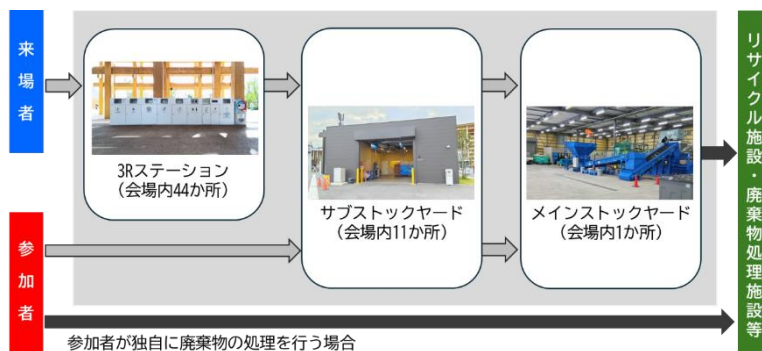 来場者
3Rステーション
(会場内44か所)
サブストックヤード
(会場内11か所)
メインストックヤード
(会場内1か所)
参加者
参加者が独自に廃棄物の処理を行う場合
リサイクル施設・廃棄物処理施設等